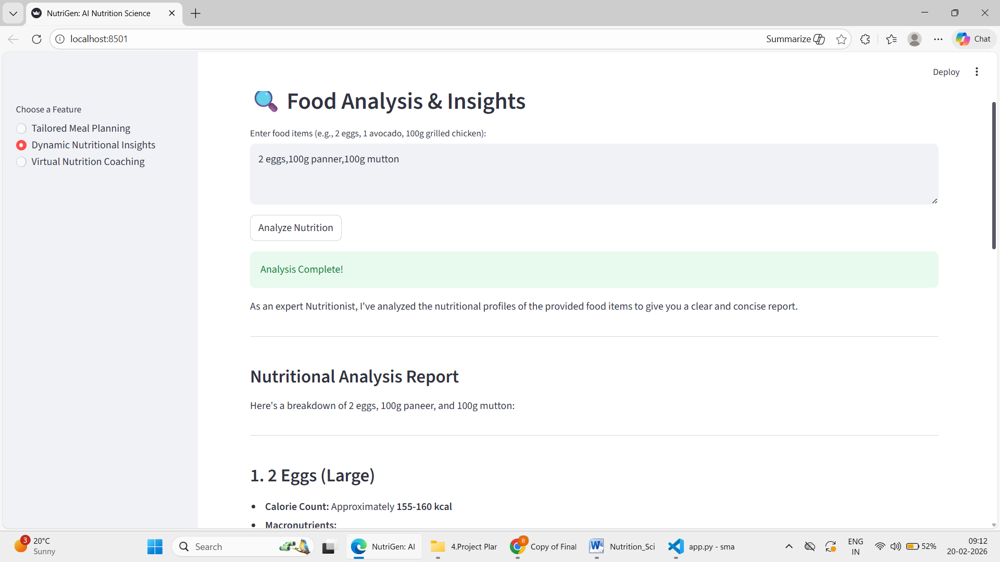 NutriGen: AI Nutrition Science
localhost:8501
Summarize
Chat
Deploy
Choose a Feature
Tailored Meal Planning
Dynamic Nutritional Insights
Virtual Nutrition Coaching
Food Analysis & Insights
Enter food items (e.g., 2 eggs, 1 avocado, 100g grilled chicken):
2 eggs,100g panner,100g mutton
Analyze Nutrition
Analysis Complete!
As an expert Nutritionist, I've analyzed the nutritional profiles of the provided food items to give you a clear and concise report.
Nutritional Analysis Report
Here's a breakdown of 2 eggs, 100g paneer, and 100g mutton:
1. 2 Eggs (Large)
• Calorie Count: Approximately 155-160 kcal
• Macronutrients:
3
20°C
Sunny
Search
NutriGen: AI
4.Project Plar
B
Copy of Final
W
Nutrition_Sci
app.py - sma
ENG
IN
52%
09:12
20-02-2026